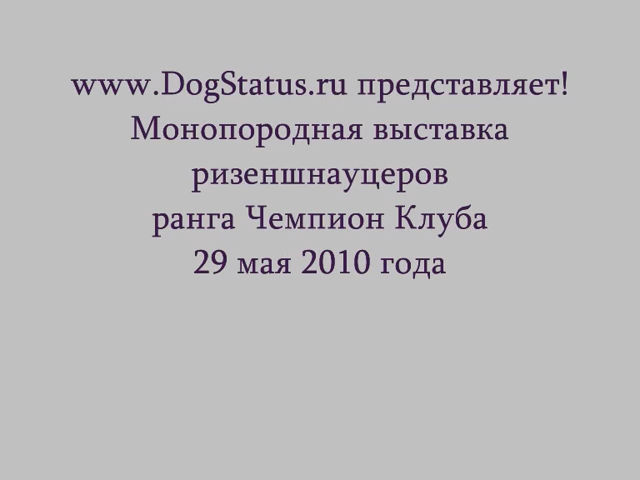 www.DogStatus.ru представляет!
Монопородная выставка
ризеншнауцеров
ранга Чемпион Клуба
29 мая 2010 года